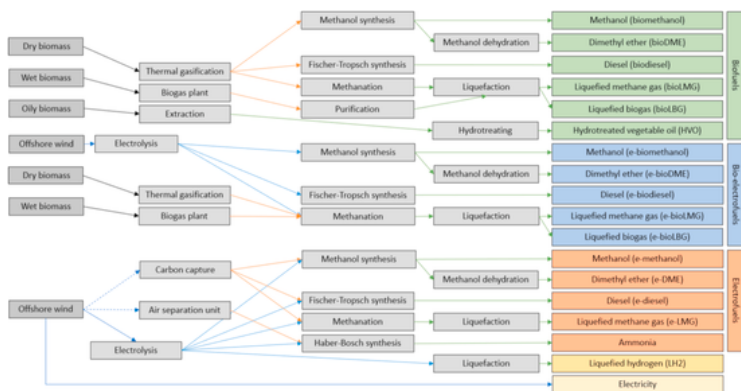 Methanol synthesis
Methanol (biomethanol)
Dry biomass
Methanol dehydration
Dimethyl ether (bioDME)
Thermal gasification
Fischer-Tropsch synthesis
Diesel (biodiesel)
Wet biomass
Biogas plant
Methanation
Liquefaction
Liquefied methane gas (bioLMG)
Oily biomass
Extraction
Purification
Liquefied biogas (bioLBG)
Hydrotreating
Hydrotreated vegetable oil (HVO)
Biofuels
Offshore wind
Electrolysis
Methanol synthesis
Methanol (e-biomethanol)
Dry biomass
Methanol dehydration
Dimethyl ether (e-bioDME)
Thermal gasification
Fischer-Tropsch synthesis
Diesel (e-biodiesel)
Wet biomass
Biogas plant
Methanation
Liquefaction
Liquefied methane gas (e-bioLMG)
Liquefied biogas (e-bioLBG)
Bio-electrofuels
Methanol synthesis
Methanol (e-methanol)
Carbon capture
Methanol dehydration
Dimethyl ether (e-DME)
Offshore wind
Air separation unit
Fischer-Tropsch synthesis
Diesel (e-diesel)
Methanation
Liquefaction
Liquefied methane gas (e-LMG)
Electrolysis
Haber-Bosch synthesis
Ammonia
Electrofuels
Liquefaction
Liquefied hydrogen (LH2)
Electricity